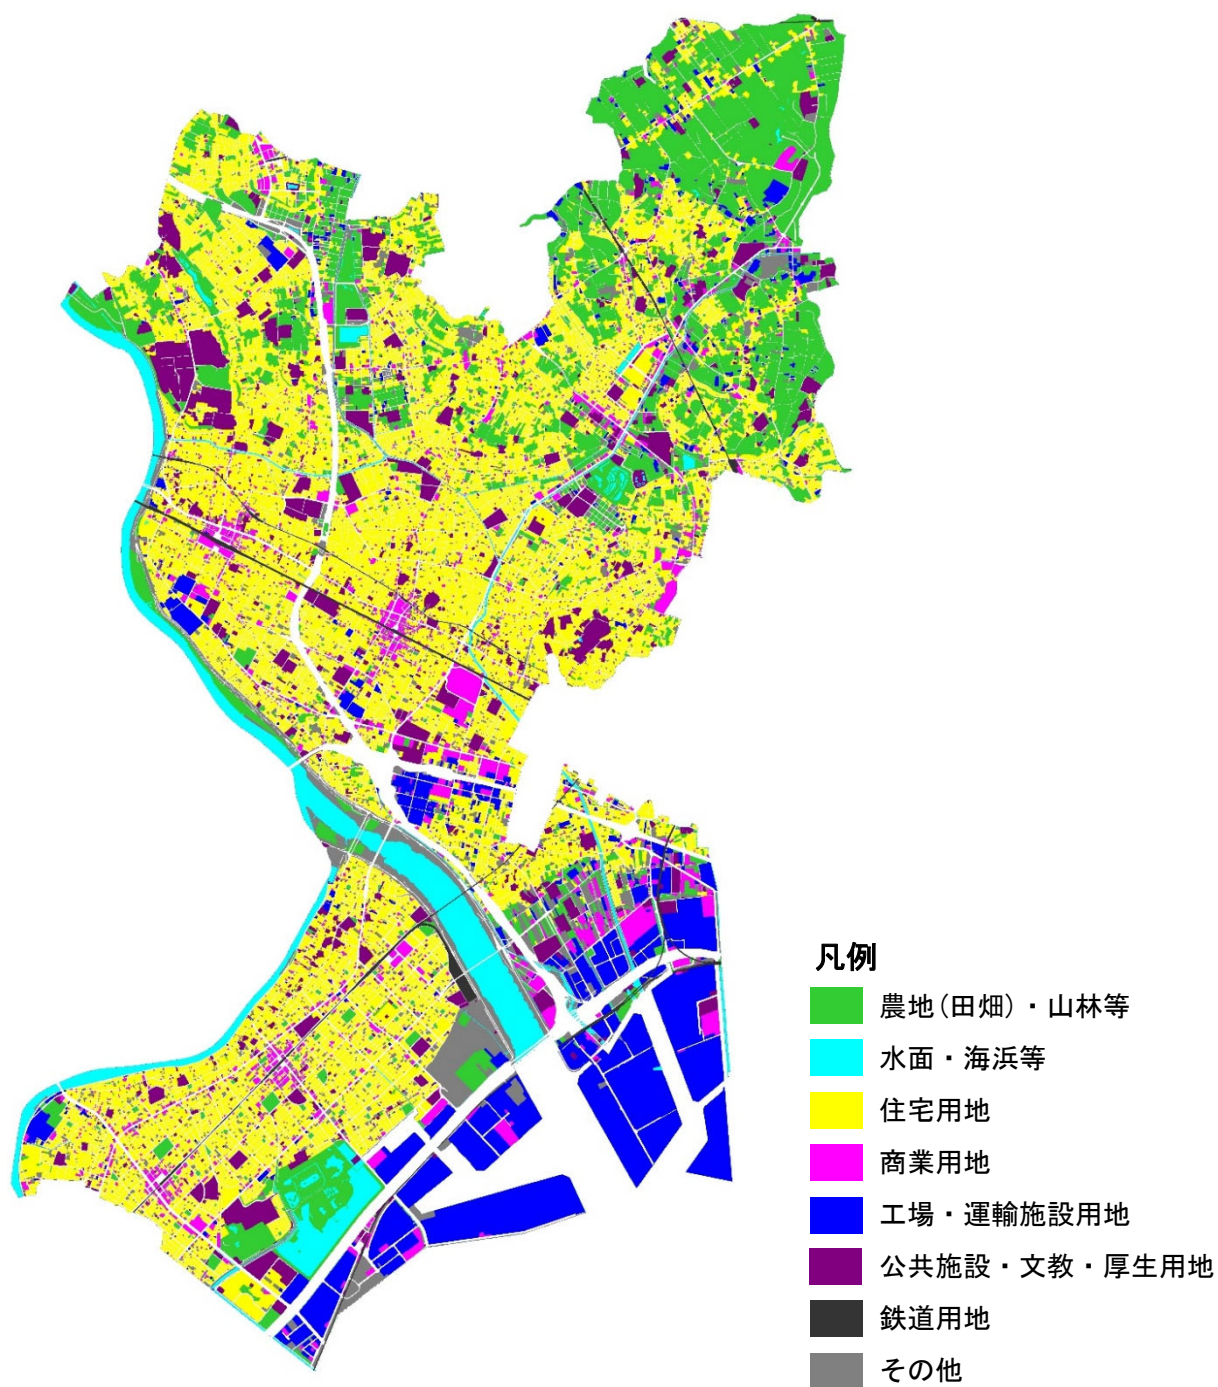 凡例
農地(田畑)・山林等
水面・海浜等
住宅用地
商業用地
工場・運輸施設用地
公共施設・文教・厚生用地
鉄道用地
その他